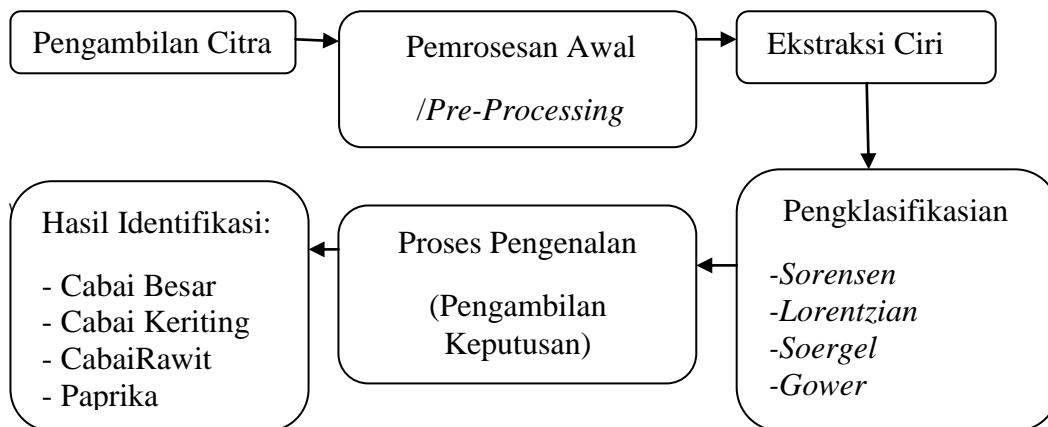 Pengambilan Citra
Pemrosesan Awal
/Pre-Processing
Ekstraksi Ciri
Pengklasifikasian
-Sorensen
-Lorentzian
-Soergel
-Gower
Proses Pengenalan
(Pengambilan
Keputusan)
Hasil Identifikasi:
- Cabai Besar
- Cabai Keriting
- CabaiRawit
- Paprika